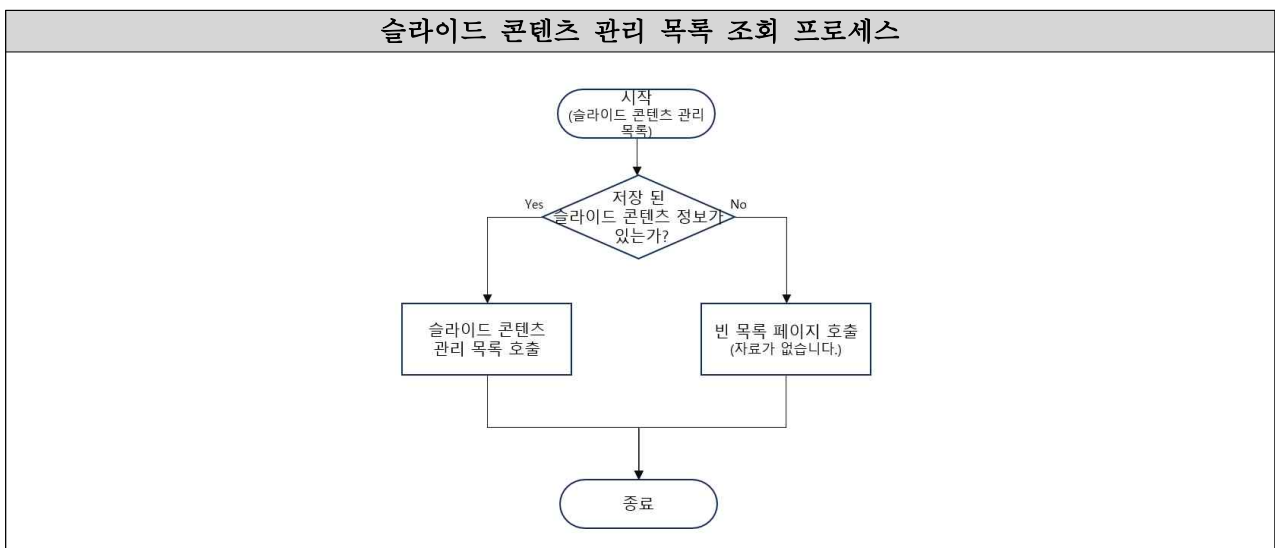 슬라이드 콘텐츠 관리 목록 조회 프로세스
시작
(슬라이드 콘텐츠 관리
목록)
저장 된
슬라이드 콘텐츠 정보가
있는가?
Yes
No
슬라이드 콘텐츠
관리 목록 호출
빈 목록 페이지 호출
(자료가 없습니다.)
종료